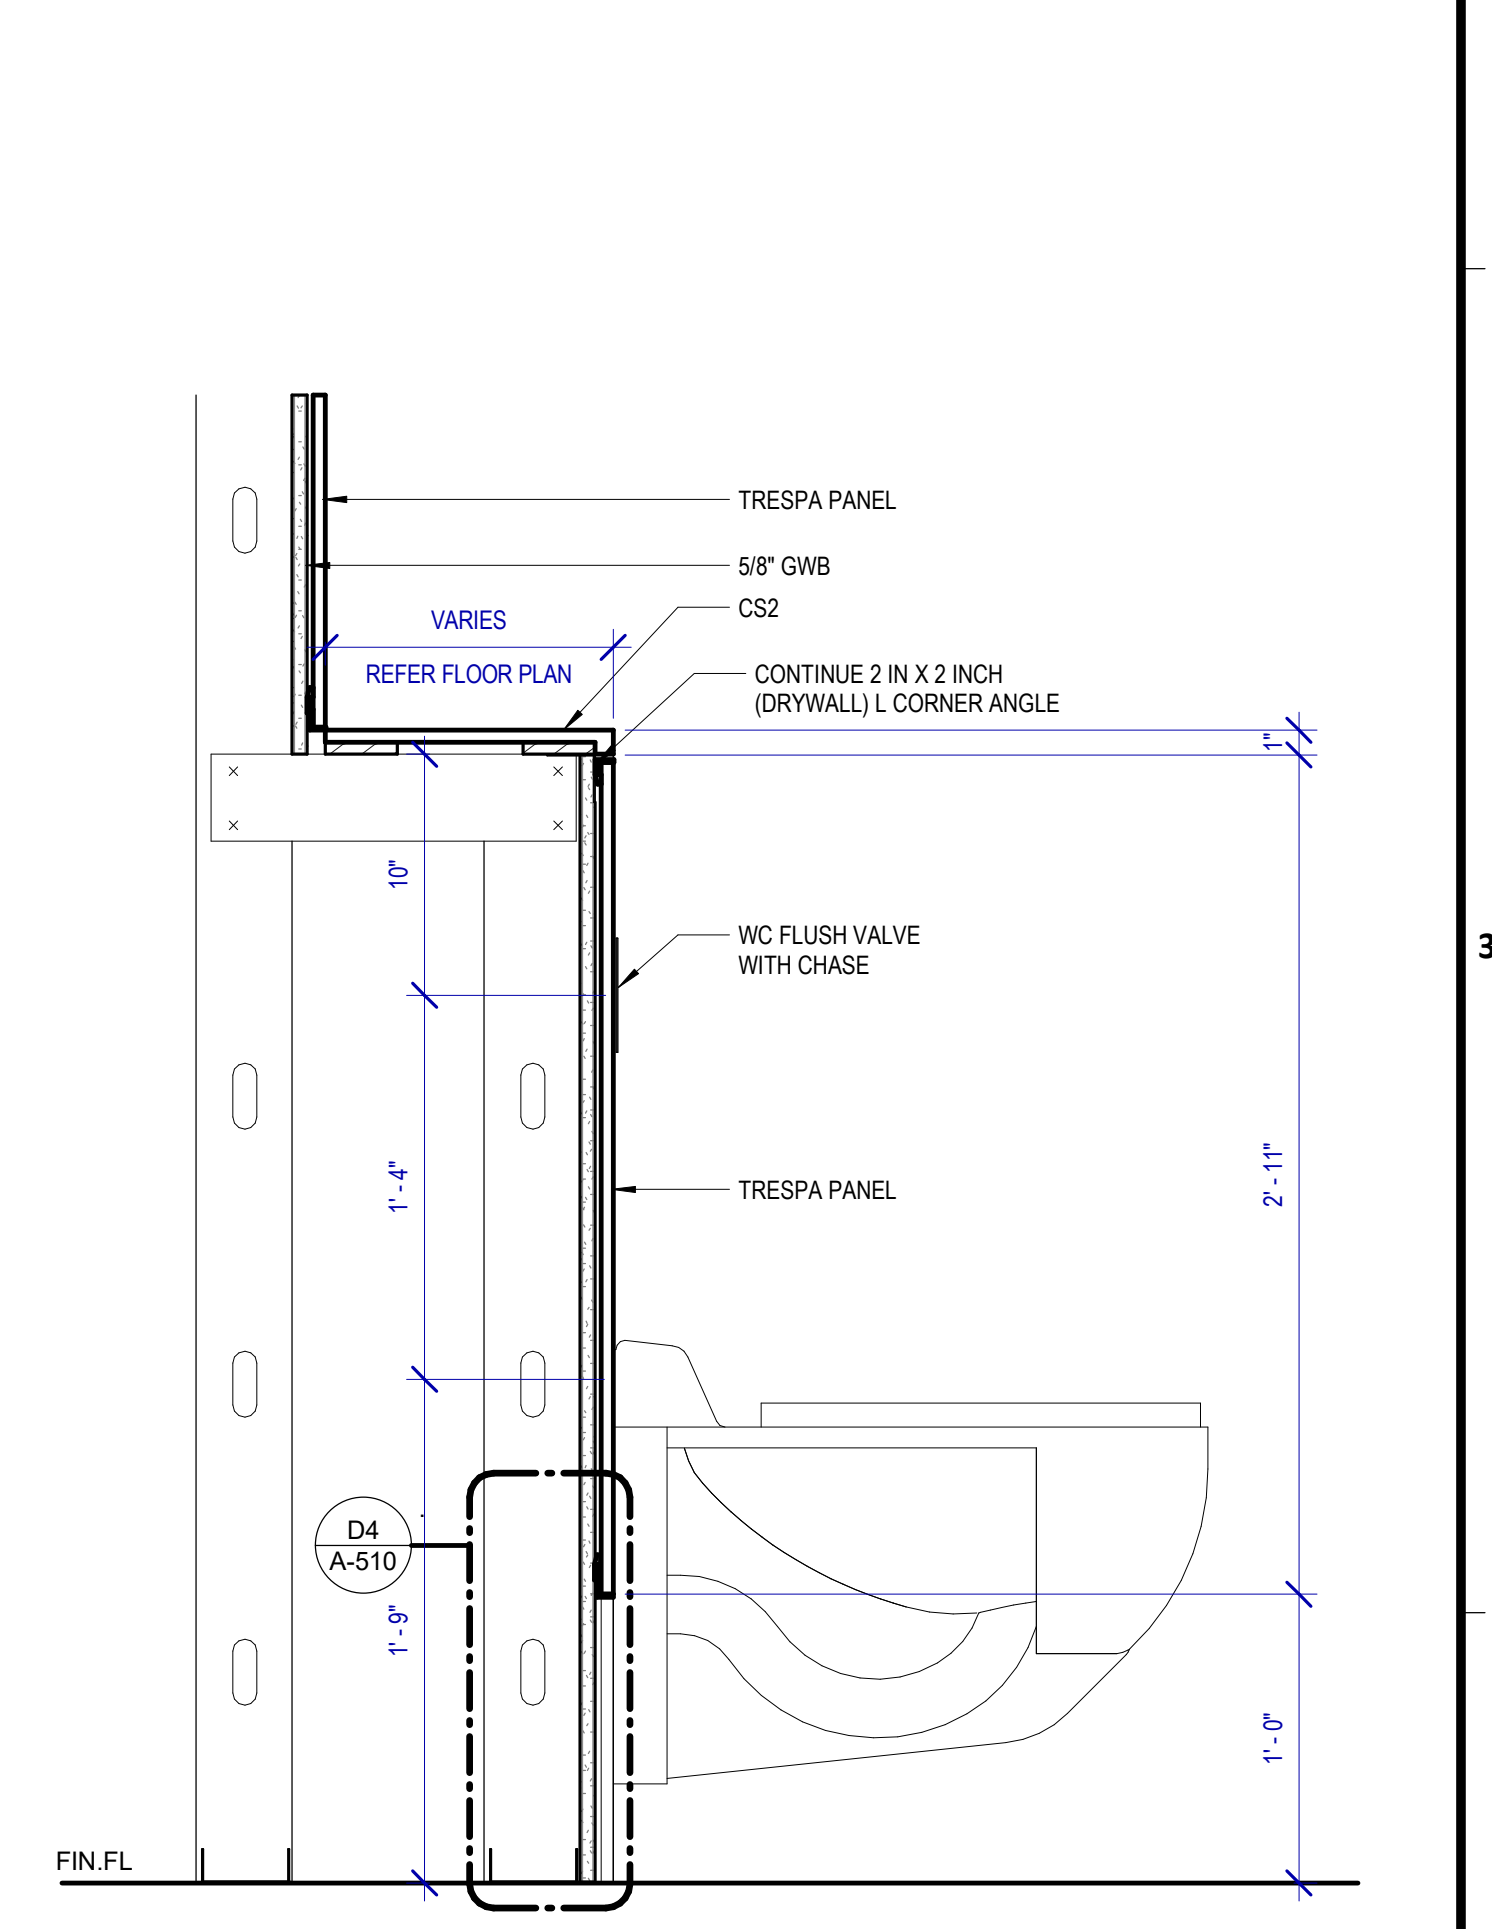 TRESPA PANEL
5/8" GWB
CS2
VARIES
REFER FLOOR PLAN
CONTINUE 2 IN X 2 INCH
(DRYWALL) L CORNER ANGLE
1"
10"
WC FLUSH VALVE
WITH CHASE
3
1' - 4"
TRESPA PANEL
2' - 11"
D4
A-510
1' - 9"
1' - 0"
FIN.FL